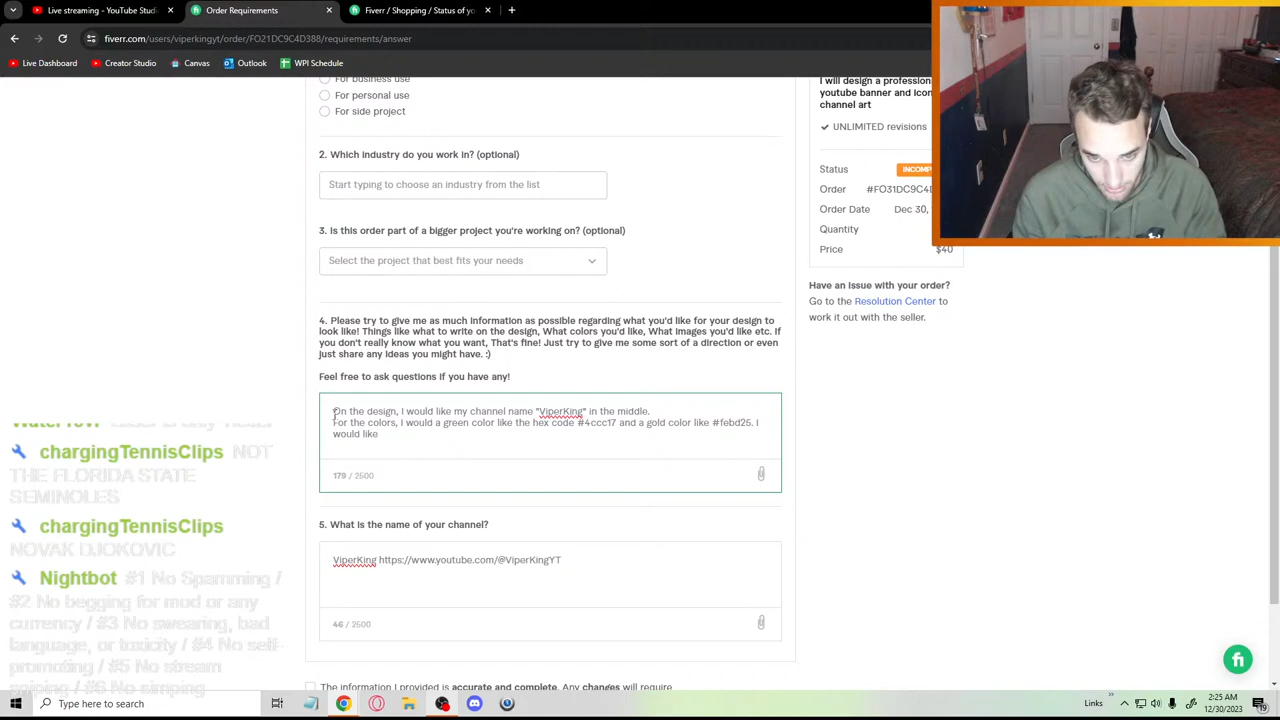 Live streaming - YouTube Studio
Order Requirements
Fiverr / Shopping / Status of yo
fiverr.com/users/viperkingyt/order/FO21DC9C4D388/requirements/answer
Live Dashboard
Creator Studio
Canvas
Outlook
WPI Schedule
For business use
For personal use
For side project
2. Which industry do you work in? (optional)
Start typing to choose an industry from the list
3. Is this order part of a bigger project you're working on? (optional)
Select the project that best fits your needs
4. Please try to give me as much information as possible regarding what you'd like for your design to
look like! Things like what to write on the design, What colors you'd like, What images you'd like etc. If
you don't really know what you want, That's fine! Just try to give me some sort of a direction or even
just share any ideas you might have. :)
Feel free to ask questions if you have any!
On the design, I would like my channel name "ViperKing" in the middle.
For the colors, I would a green color like the hex code #4ccc17 and a gold color like #febd25. I
would like
179 / 2500
5. What is the name of your channel?
ViperKing https://www.youtube.com/@ViperKingYT
46 / 2500
The information I provided is accurate and complete. Any changes will require
I will design a profession
youtube banner and icon
channel art
UNLIMITED revisions
Status
INCOMP
Order #FO31DC9C4D
Order Date Dec 30,
Quantity
Price $40
Have an issue with your order?
Go to the Resolution Center to
work it out with the seller.
chargingTennisClips NOT
THE FLORIDA STATE
SEMINOLES
chargingTennisClips
NOVAK DJOKOVIC
Nightbot #1 No Spamming /
#2 No begging for mod or any
currency / #3 No swearing, bad
language, or toxicity / #4 No self-
promoting / #5 No stream
sniping / #6 No simping
Type here to search
Links
2:25 AM
12/30/2023
19